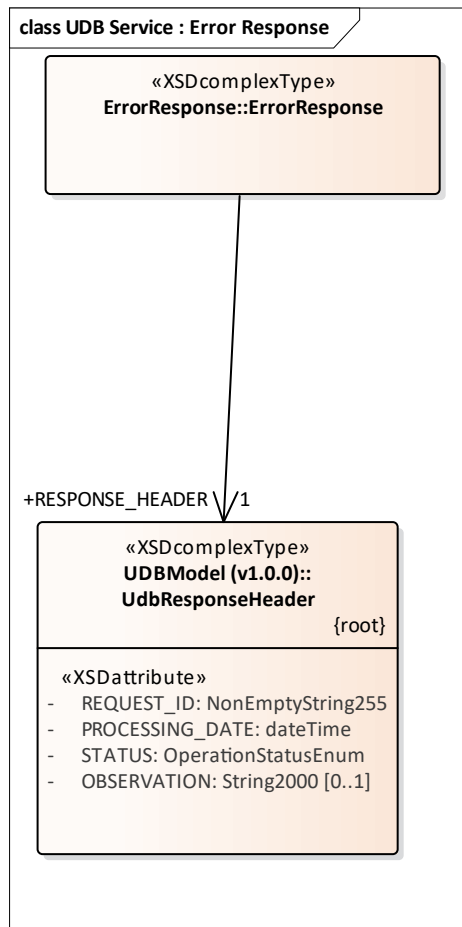 class UDB Service : Error Response
«XSDcomplexType»
ErrorResponse::ErrorResponse
+RESPONSE_HEADER 1
«XSDcomplexType»
UDBModel (v1.0.0)::
UdbResponseHeader
{root}
«XSDattribute»
- REQUEST_ID: NonEmptyString255
- PROCESSING_DATE: dateTime
- STATUS: OperationStatusEnum
- OBSERVATION: String2000 [0..1]